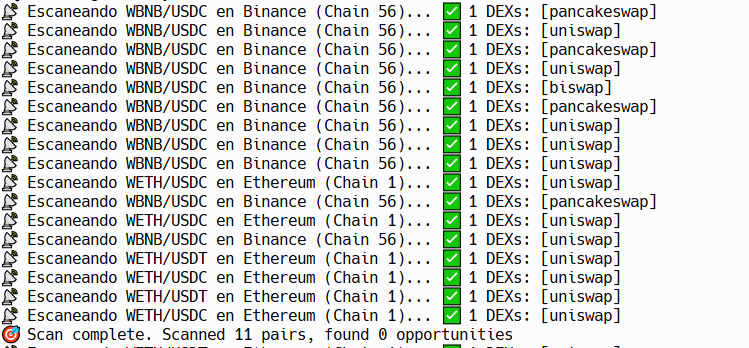 Escaneando WBNB/USDC en Binance (Chain 56)... ✅ 1 DEXs: [pancakeswap]
Escaneando WBNB/USDC en Binance (Chain 56)... ✅ 1 DEXs: [uniswap]
Escaneando WBNB/USDC en Binance (Chain 56)... ✅ 1 DEXs: [pancakeswap]
Escaneando WBNB/USDC en Binance (Chain 56)... ✅ 1 DEXs: [uniswap]
Escaneando WBNB/USDC en Binance (Chain 56)... ✅ 1 DEXs: [biswap]
Escaneando WBNB/USDC en Binance (Chain 56)... ✅ 1 DEXs: [pancakeswap]
Escaneando WBNB/USDC en Binance (Chain 56)... ✅ 1 DEXs: [uniswap]
Escaneando WBNB/USDC en Binance (Chain 56)... ✅ 1 DEXs: [uniswap]
Escaneando WBNB/USDC en Binance (Chain 56)... ✅ 1 DEXs: [uniswap]
Escaneando WETH/USDC en Ethereum (Chain 1)... ✅ 1 DEXs: [uniswap]
Escaneando WBNB/USDC en Binance (Chain 56)... ✅ 1 DEXs: [pancakeswap]
Escaneando WETH/USDC en Ethereum (Chain 1)... ✅ 1 DEXs: [uniswap]
Escaneando WBNB/USDC en Binance (Chain 56)... ✅ 1 DEXs: [uniswap]
Escaneando WETH/USDT en Ethereum (Chain 1)... ✅ 1 DEXs: [uniswap]
Escaneando WETH/USDC en Ethereum (Chain 1)... ✅ 1 DEXs: [uniswap]
Escaneando WETH/USDT en Ethereum (Chain 1)... ✅ 1 DEXs: [uniswap]
Escaneando WETH/USDC en Ethereum (Chain 1)... ✅ 1 DEXs: [uniswap]
🎯 Scan complete. Scanned 11 pairs, found 0 opportunities